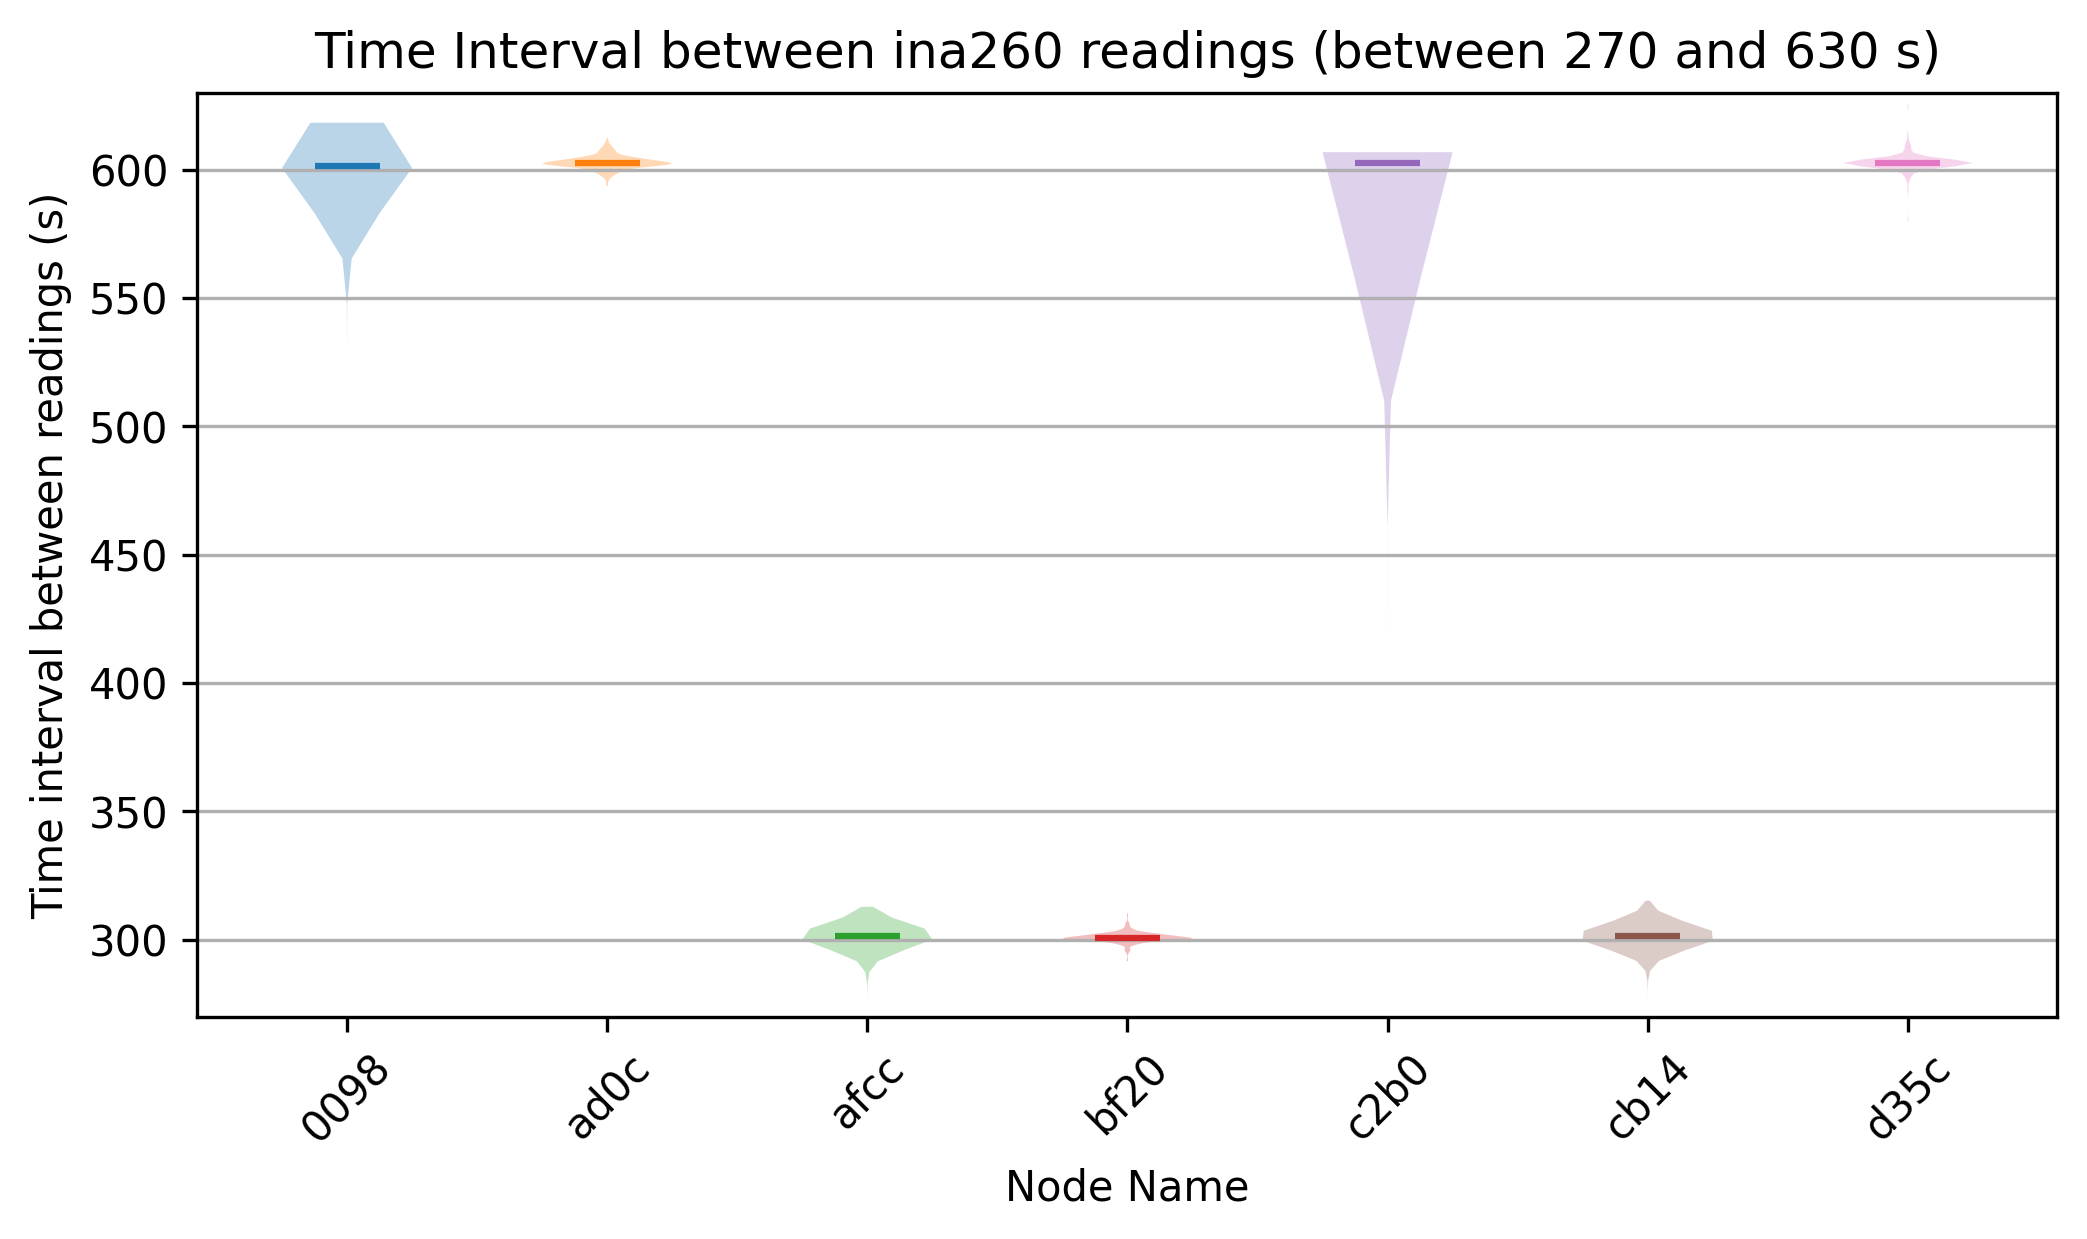 Time Interval between ina260 readings (between 270 and 630 s)
Time interval between readings (s)
600
550
500
450
400
350
300
0098
ad0c
afcc
bf20
c2b0
cb14
d35c
Node Name